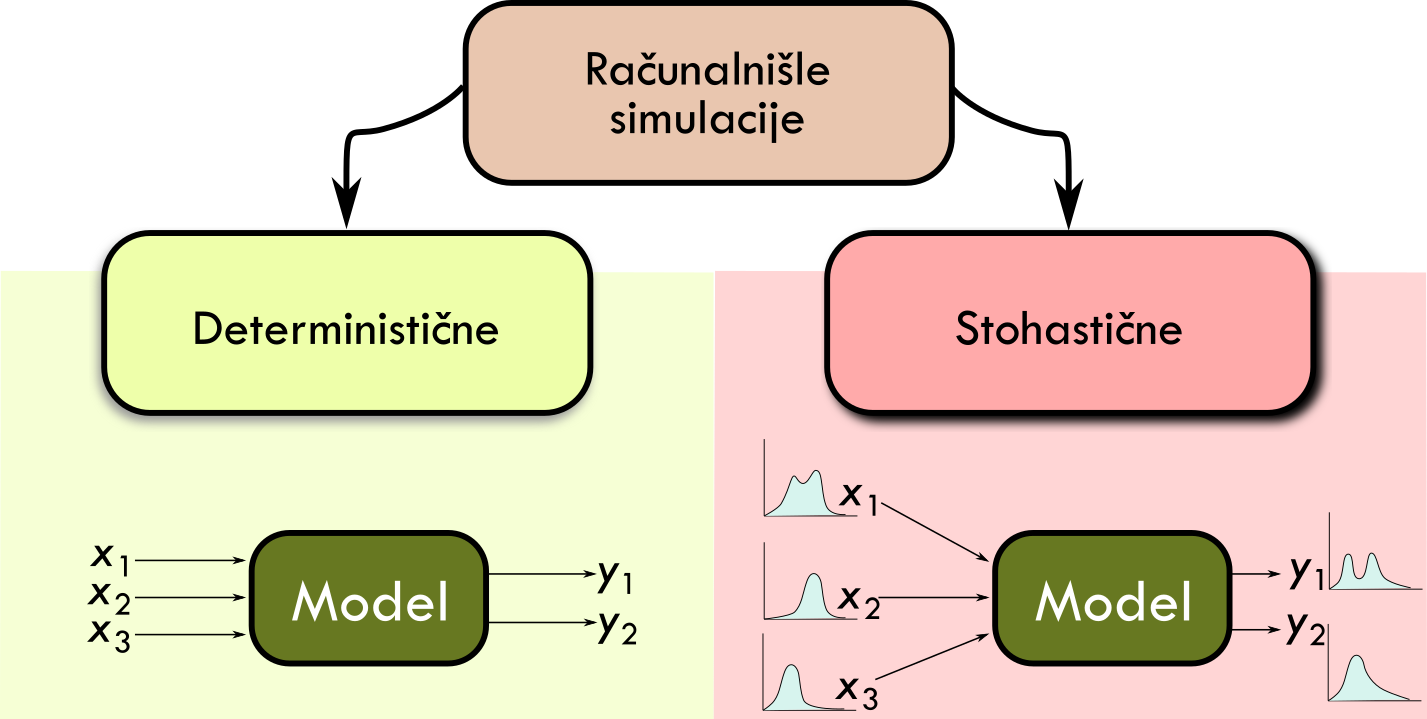 Računalnišle
simulacije
Deterministične
Stohastične
x1
x2
x3
Model
y1
y2
x1
x2
x3
Model
y1
y2